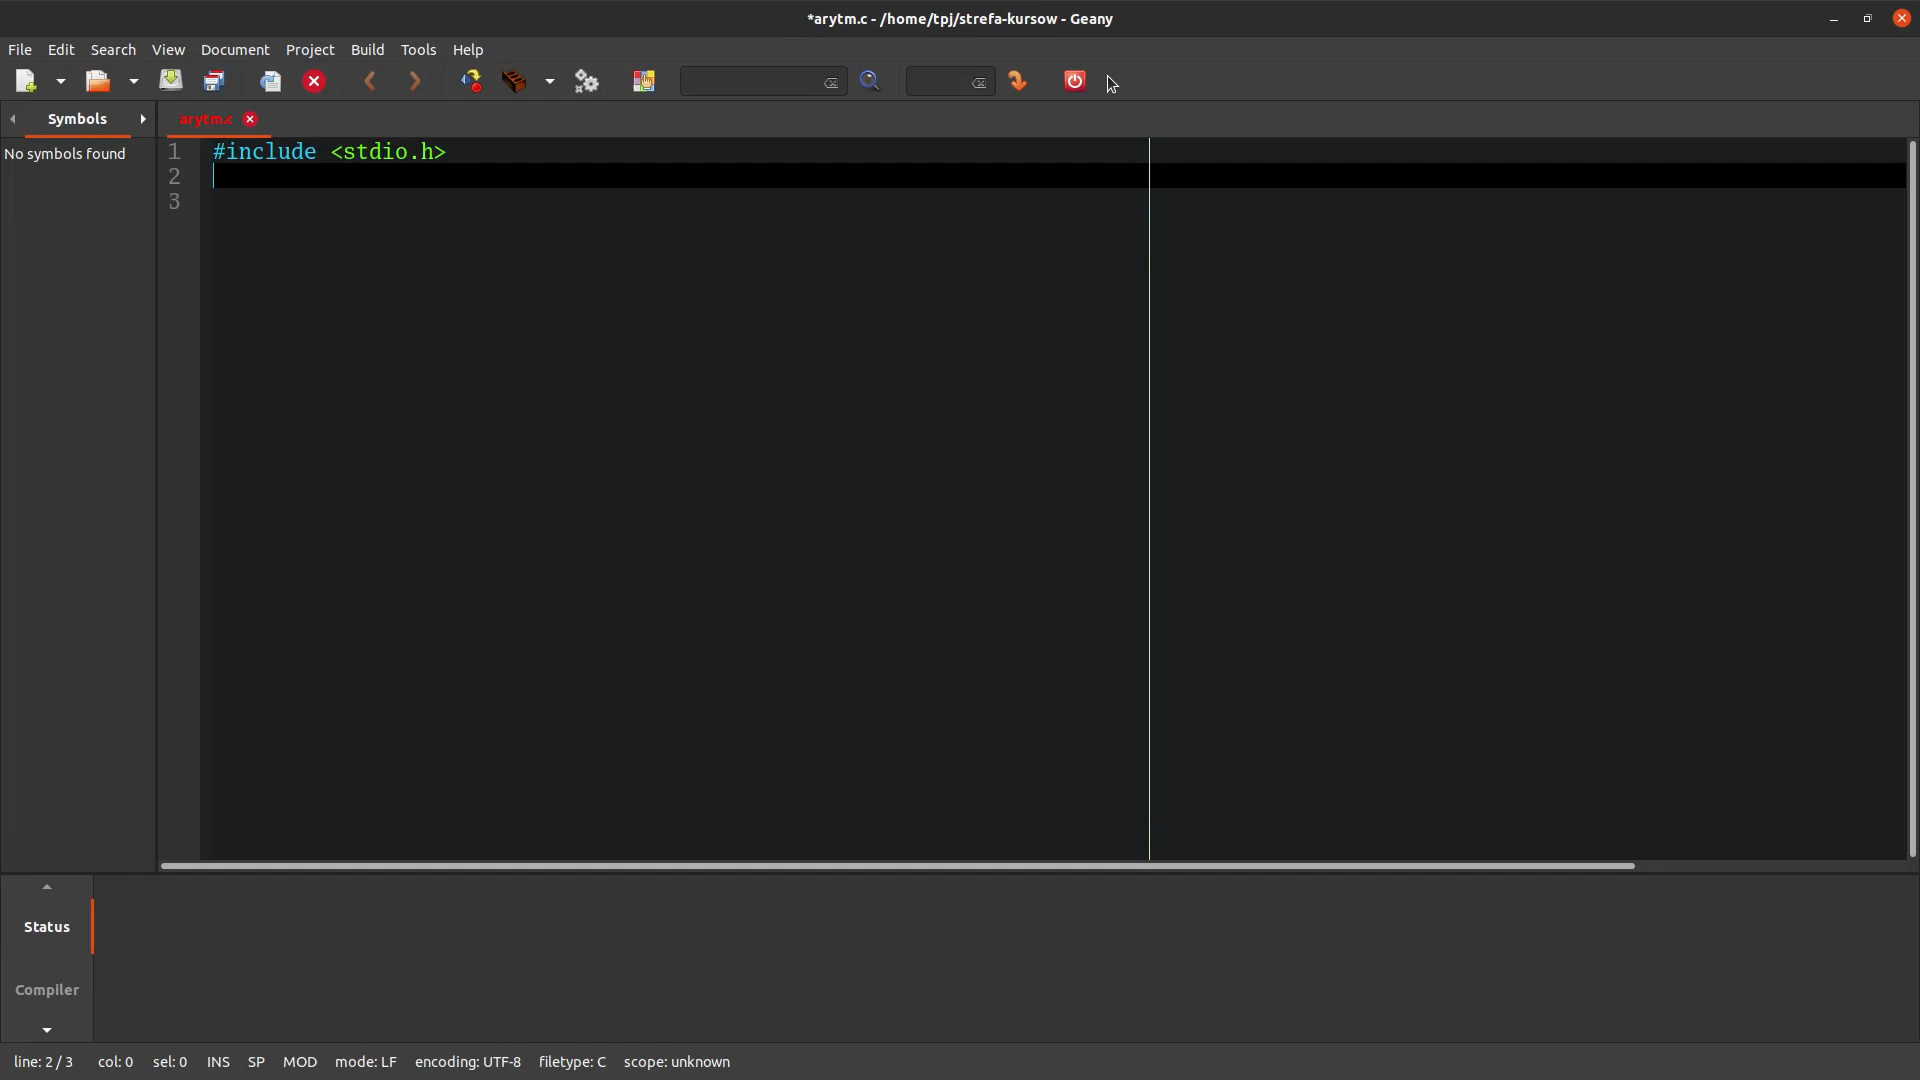 *arytm.c - /home/tpj/strefa-kursow - Geany
File Edit Search View Document Project Build Tools Help
Symbols
arytm.c
No symbols found
1 #include <stdio.h>
2
3
Status
Compiler
line: 2 / 3 col: 0 sel: 0 INS SP MOD mode: LF encoding: UTF-8 filetype: C scope: unknown